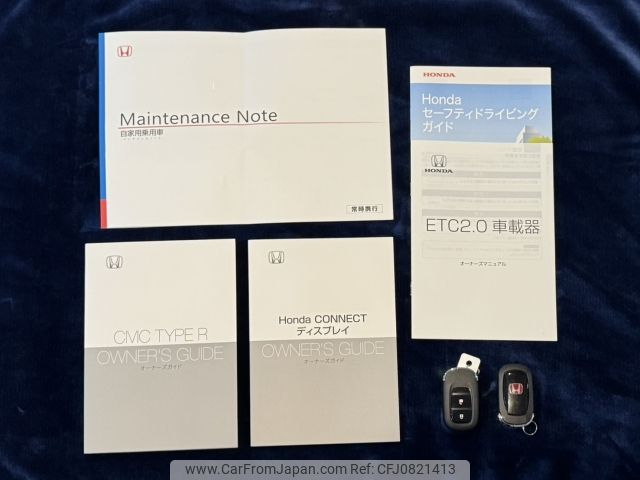 Maintenance Note
自家用乗用車
常時携行
HONDA
Honda
セーフティドライビング
ガイド
HONDA
ETC2.0 車載器
オーナーズマニュアル
CMC TYPE R
OWNER'S GUIDE
オーナーズガイド
Honda CONNECT
ディスプレイ
OWNER'S GUIDE
オーナーズガイド
www.CarFromJapan.com CFJ0821413